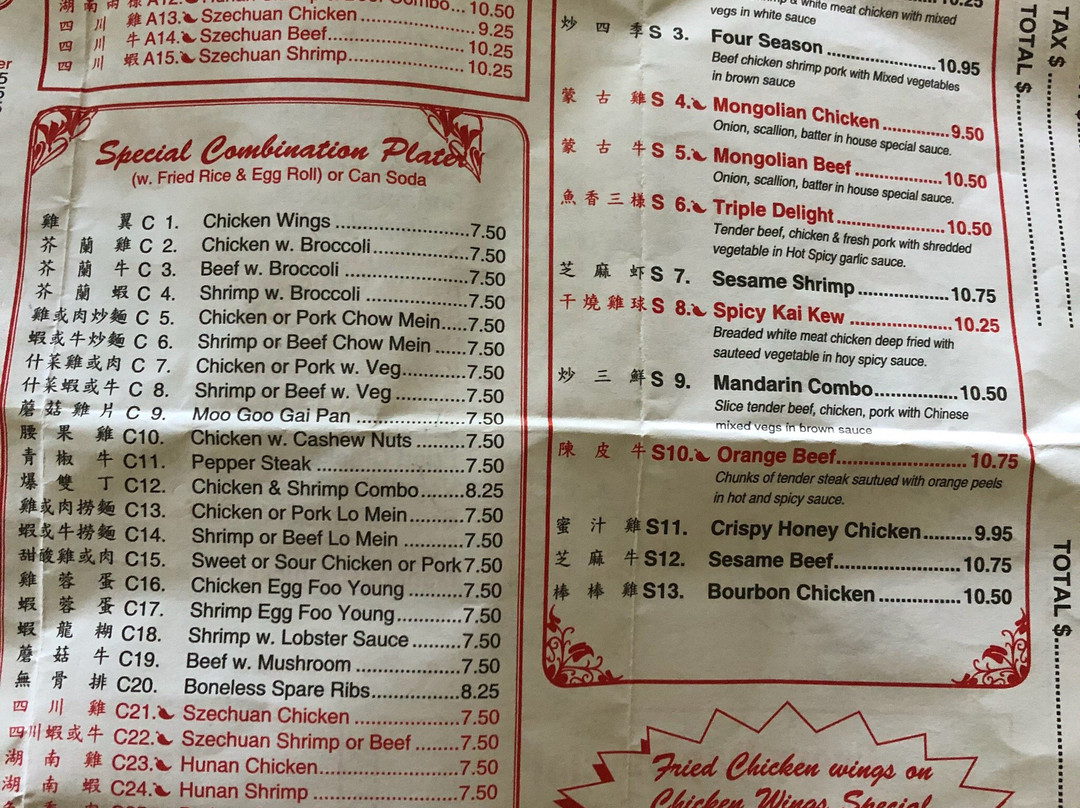 湖南兩樣 A12. Hunan Shrimp & Beef Combo... 10.50
四川雞 A13. Szechuan Chicken ........ 9.25
四川牛 A14. Szechuan Beef........ 10.25
四川蝦 A15. Szechuan Shrimp........ 10.25
Special Combination Plates
(w. Fried Rice & Egg Roll) or Can Soda
雞翼 C 1. Chicken Wings ........7.50
芥蘭雞 C 2. Chicken w. Broccoli........7.50
芥蘭牛 C 3. Beef w. Broccoli ........7.50
芥蘭蝦 C 4. Shrimp w. Broccoli ........7.50
雞或肉炒麵 C 5. Chicken or Pork Chow Mein.....7.50
蝦或牛炒麵 C 6. Shrimp or Beef Chow Mein ......7.50
什菜雞或肉 C 7. Chicken or Pork w. Veg...........7.50
什菜蝦或牛 C 8. Shrimp or Beef w. Veg ............7.50
蘑菇雞片 C 9. Moo Goo Gai Pan ........7.50
腰果雞 C10. Chicken w. Cashew Nuts .........7.50
青椒牛 C11. Pepper Steak ........7.50
爆雙丁 C12. Chicken & Shrimp Combo........8.25
雞或肉撈麵 C13. Chicken or Pork Lo Mein..........7.50
蝦或牛撈麵 C14. Shrimp or Beef Lo Mein ...........7.50
甜酸雞或肉 C15. Sweet or Sour Chicken or Pork7.50
雞蓉蛋 C16. Chicken Egg Foo Young ..........7.50
蝦蓉蛋 C17. Shrimp Egg Foo Young............7.50
蝦龍糊 C18. Shrimp w. Lobster Sauce .........7.50
蘑菇牛 C19. Beef w. Mushroom ........7.50
無骨排 C20. Boneless Spare Ribs........8.25
四川雞 C21. Szechuan Chicken ........7.50
四川蝦或牛 C22. Szechuan Shrimp or Beef ........7.50
湖南雞 C23. Hunan Chicken........7.50
湖南蝦 C24. Hunan Shrimp ........7.50
10.25
white meat chicken with mixed
vegs in white sauce
炒四季 S 3. Four Season ........10.95
Beef chicken shrimp pork with Mixed vegetables
in brown sauce
蒙古雞 S 4. Mongolian Chicken ........9.50
Onion, scallion, batter in house special sauce.
蒙古牛 S 5. Mongolian Beef ........10.50
Onion, scallion, batter in house special sauce.
魚香三樣 S 6. Triple Delight ........10.50
Tender beef, chicken & fresh pork with shredded
vegetable in Hot Spicy garlic sauce.
芝麻虾 S 7. Sesame Shrimp ........10.75
干燒雞球 S 8. Spicy Kai Kew ........10.25
Breaded white meat chicken deep fried with
sauteed vegetable in hoy spicy sauce.
炒三鮮 S 9. Mandarin Combo........10.50
Slice tender beef, chicken, pork with Chinese
mixed vegs in brown sauce
陳皮牛 S10. Orange Beef........10.75
Chunks of tender steak sautued with orange peels
in hot and spicy sauce.
蜜汁雞 S11. Crispy Honey Chicken..........9.95
芝麻牛 S12. Sesame Beef........10.75
棒棒雞 S13. Bourbon Chicken ........10.50
Fried Chicken wings on
Chicken Wings Special
TAX $
TOTAL $
TOTAL $